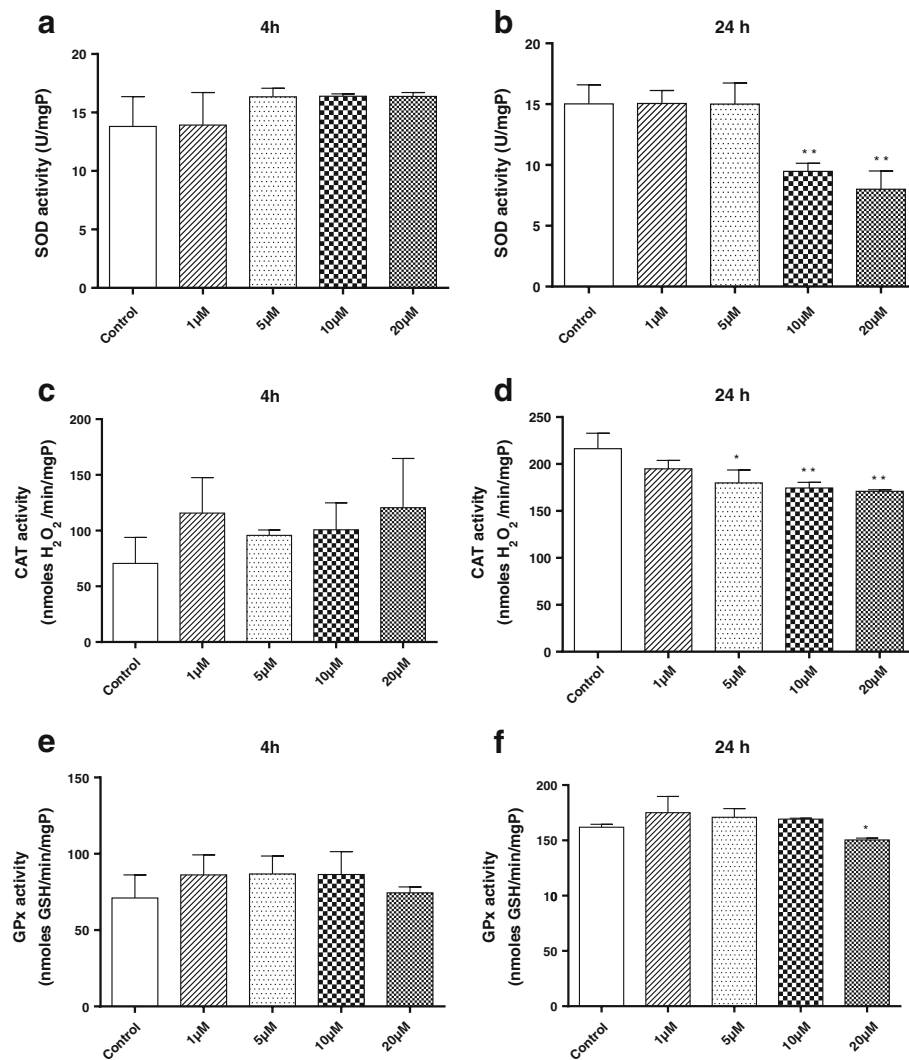 a
4h
SOD activity (U/mgP)
20
15
10
5
0
Control
1µM
5µM
10µM
20µM
b
24 h
SOD activity (U/mgP)
20
15
10
5
0
* *
* *
Control
1µM
5µM
10µM
20µM
c
4h
CAT activity
(nmoles H₂O₂/min/mgP)
200
150
100
50
0
Control
1µM
5µM
10µM
20µM
d
24 h
CAT activity
(nmoles H₂O₂/min/mgP)
250
200
150
100
50
0
*
* *
* *
Control
1µM
5µM
10µM
20µM
e
4h
GPx activity
(nmoles GSH/min/mgP)
150
100
50
0
Control
1µM
5µM
10µM
20µM
f
24 h
GPx activity
(nmoles GSH/min/mgP)
200
150
10
50
0
*
Control
1µM
5µM
10µM
20µM